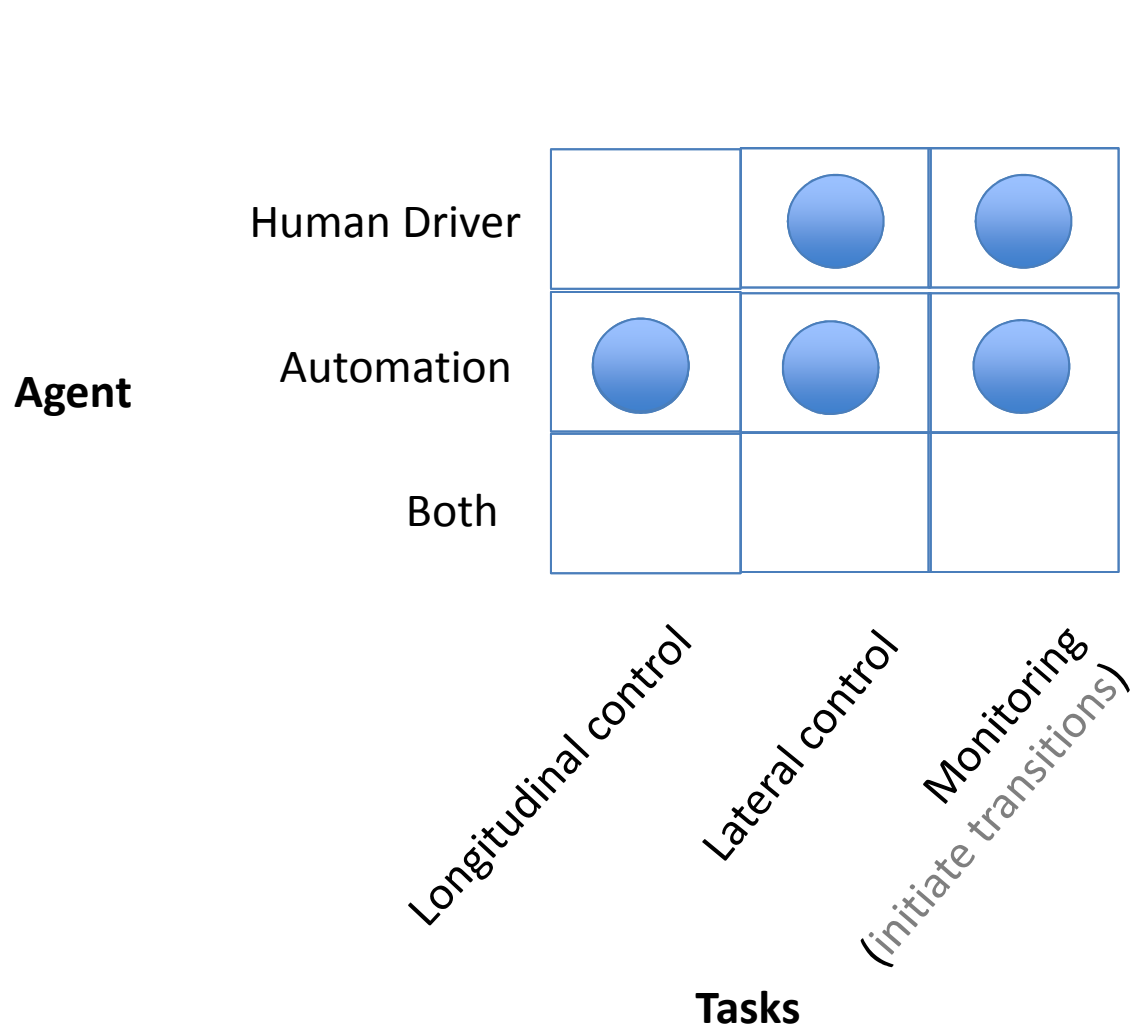 Human Driver
Automation
Agent
Both
Longitudinal control
Lateral control
Monitoring
(initiate transitions)
Tasks